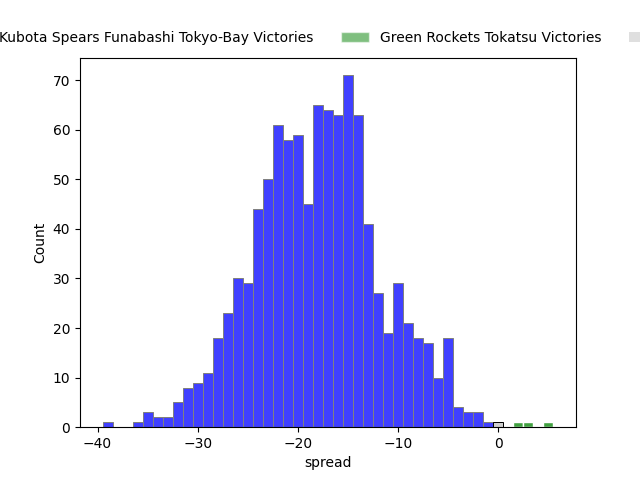 Kubota Spears Funabashi Tokyo-Bay Victories Green Rockets Tokatsu Victories
70
60
50
40
30
20
10
0
Count
−40 −30 −20 −10 0
spread